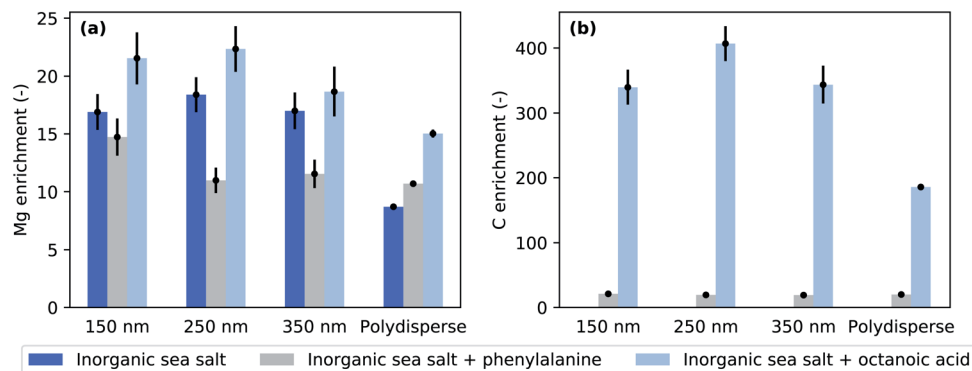 (a)
Mg enrichment (-)
25
20
15
10
5
0
150 nm 250 nm 350 nm Polydisperse
(b)
C enrichment (-)
400
300
200
100
0
150 nm 250 nm 350 nm Polydisperse
Inorganic sea salt Inorganic sea salt + phenylalanine Inorganic sea salt + octanoic acid